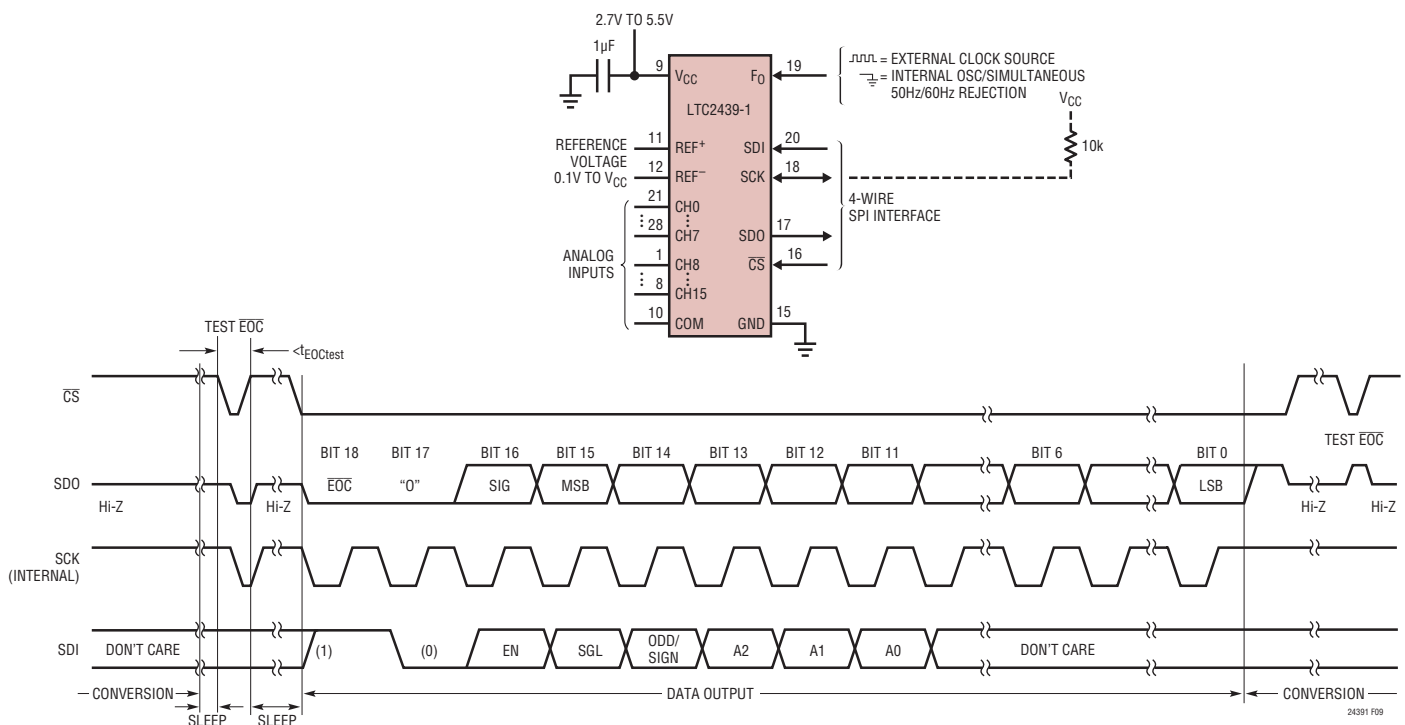 2.7V TO 5.5V
1µF
9
VCC
FO
19
= EXTERNAL CLOCK SOURCE
= INTERNAL OSC/SIMULTANEOUS
50Hz/60Hz REJECTION
LTC2439-1
VCC
10k
REFERENCE
VOLTAGE
0.1V TO VCC
11
REF+
12
REF–
SDI
20
SCK
18
4-WIRE
SPI INTERFACE
ANALOG
INPUTS
21
CH0
28
CH7
1
CH8
8
CH15
10
COM
SDO
17
CS
16
GND
15
TEST EOC
<tEOCtest
CS
TEST EOC
BIT 18
BIT 17
BIT 16
BIT 15
BIT 14
BIT 13
BIT 12
BIT 11
BIT 6
BIT 0
SDO
EOC
“O”
SIG
MSB
LSB
Hi-Z
Hi-Z
Hi-Z
Hi-Z
SCK
(INTERNAL)
SDI
DON'T CARE
(1)
(0)
EN
SGL
ODD/
SIGN
A2
A1
A0
DON'T CARE
CONVERSION
DATA OUTPUT
CONVERSION
SLEEP
SLEEP
24391 F09